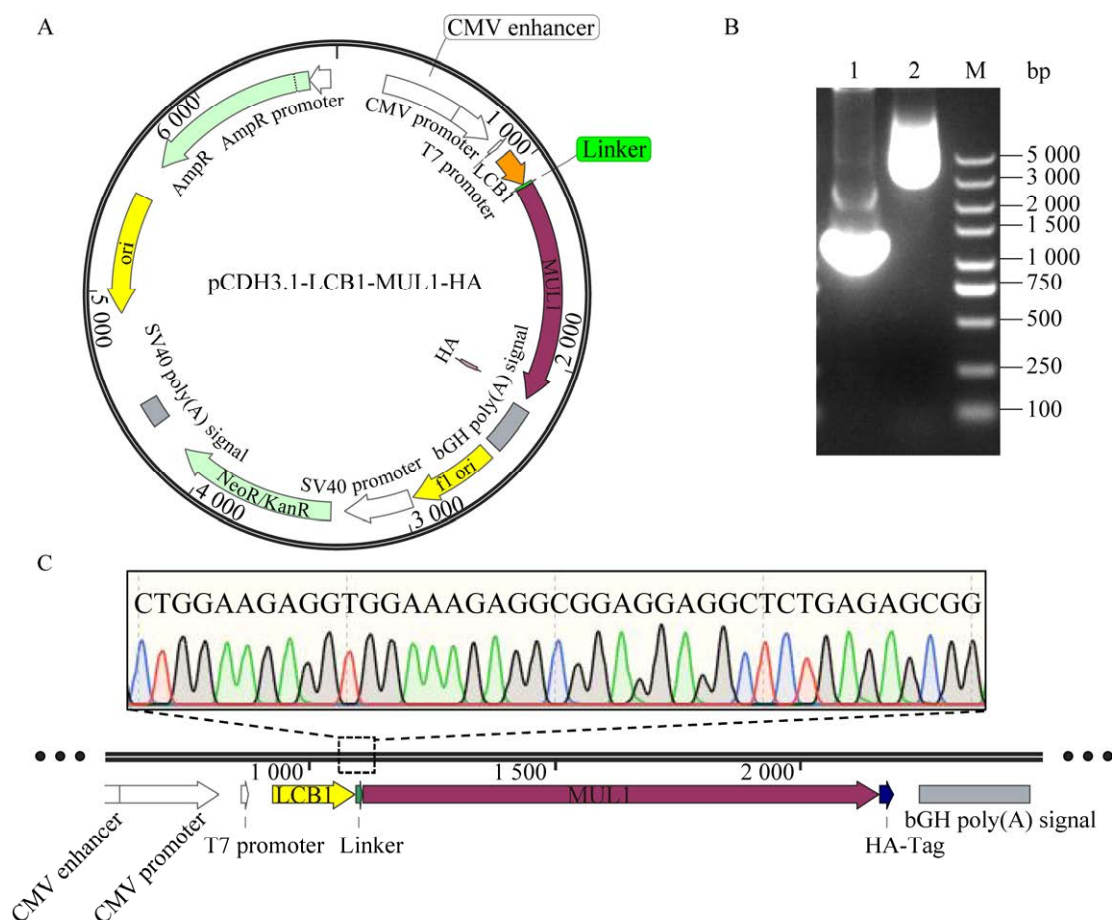 A
CMV enhancer
CMV promoter
T7 promoter
LCB1
Linker
1 000
MUL1
2 000
HA
bGH poly(A) signal
f1 ori
3 000
SV40 promoter
NeoR/KanR
4 000
SV40 poly(A) signal
5 000
ori
AmpR
6 000
AmpR promoter
pCDH3.1-LCB1-MUL1-HA
B
1 2 M bp
5 000
3 000
2 000
1 500
1 000
750
500
250
100
C
CTGGAAGAGGTGGAAAGAGGCGGAGGAGGCTCTGAGAGCGG
1 000 1 500 2 000
LCB1 MUL1
CMV enhancer
CMV promoter
T7 promoter
Linker
HA-Tag
bGH poly(A) signal